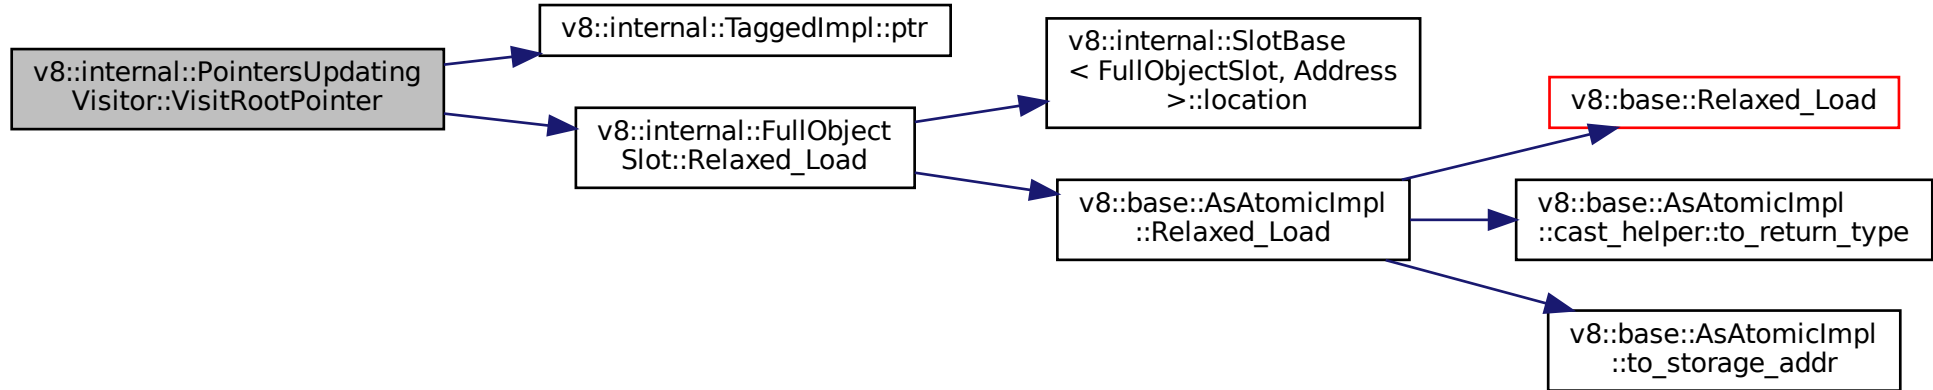 v8::internal::PointersUpdating
Visitor::VisitRootPointer
v8::internal::TaggedImpl::ptr
v8::internal::FullObject
Slot::Relaxed_Load
v8::internal::SlotBase
< FullObjectSlot, Address
>::location
v8::base::AsAtomicImpl
::Relaxed_Load
v8::base::Relaxed_Load
v8::base::AsAtomicImpl
::cast_helper::to_return_type
v8::base::AsAtomicImpl
::to_storage_addr